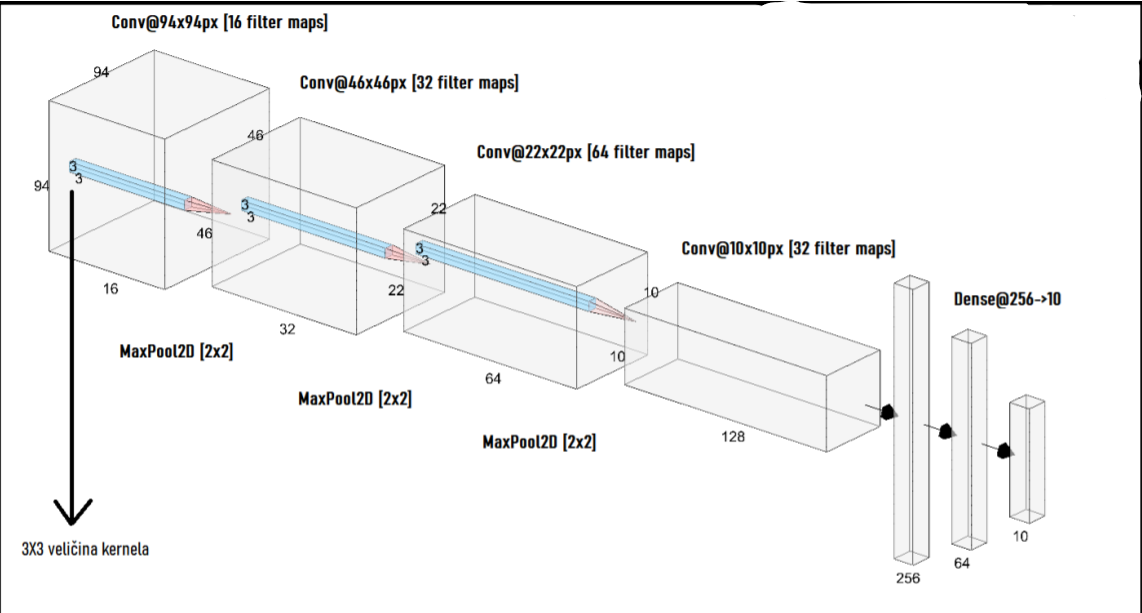 Conv@94x94px [16 filter maps]
94
94
3
3
16
MaxPool2D [2x2]
Conv@46x46px [32 filter maps]
46
46
3
3
32
MaxPool2D [2x2]
Conv@22x22px [64 filter maps]
22
22
3
3
64
MaxPool2D [2x2]
Conv@10x10px [32 filter maps]
10
10
128
Dense@256->10
256
64
10
3X3 veličina kernela